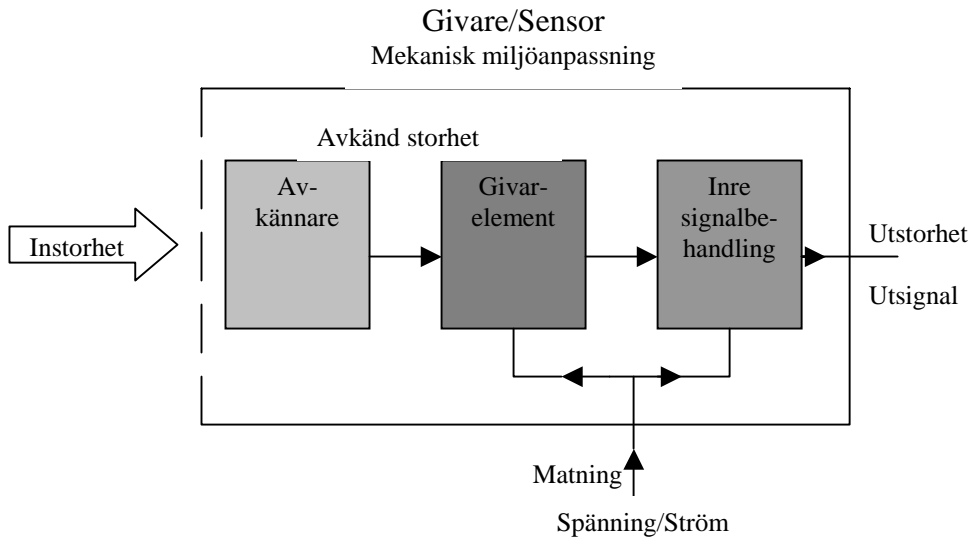 Givare/Sensor
Mekanisk miljöanpassning
Avkänd storhet
Av-
kännare
Givar-
element
Inre
signalbe-
handling
Instorhet
Utstorhet
Utsignal
Matning
Spänning/Ström